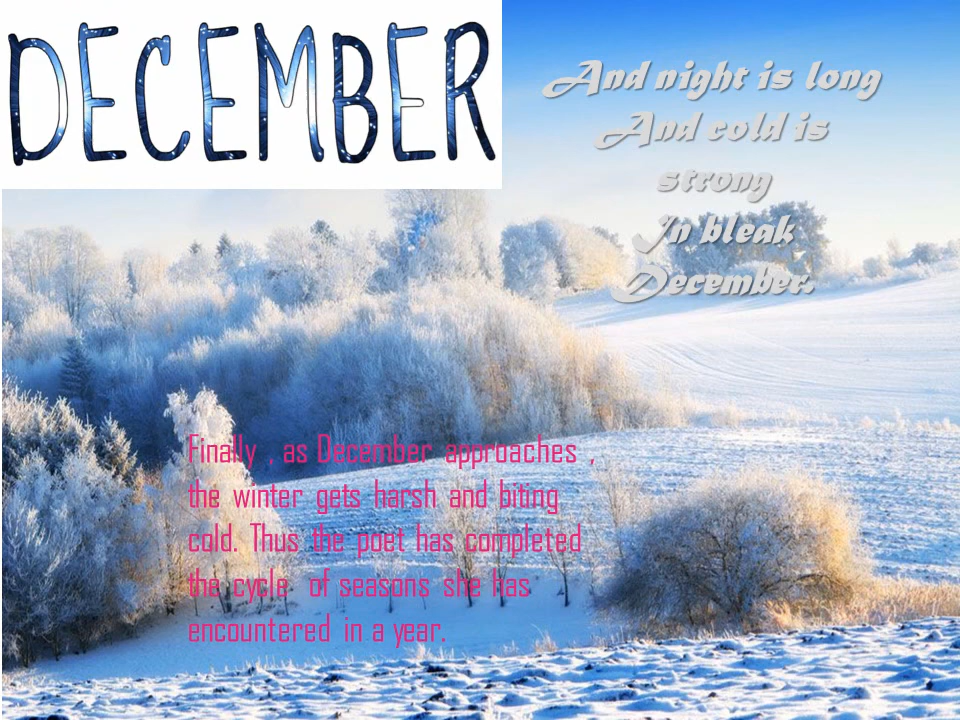 DECEMBER
And night is long
And cold is
strong
In bleak
December.
Finally , as December approaches ,
the winter gets harsh and biting
cold. Thus the poet has completed
the cycle of seasons she has
encountered in a year.